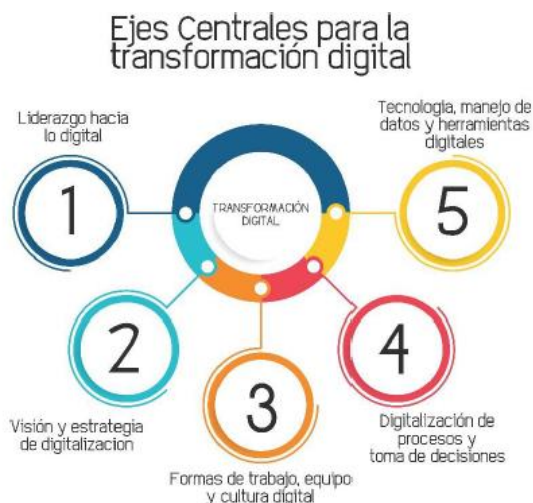 Ejes Centrales para la
transformación digital
Liderazgo hacia
lo digital
1
TRANSFORMACIÓN
DIGITAL
Tecnología, manejo de
datos y herramientas
digitales
5
2
Visión y estrategia
de digitalizacion
3
Formas de trabajo, equipo
y cultura digital
4
Digitalización de
procesos y
toma de decisiones